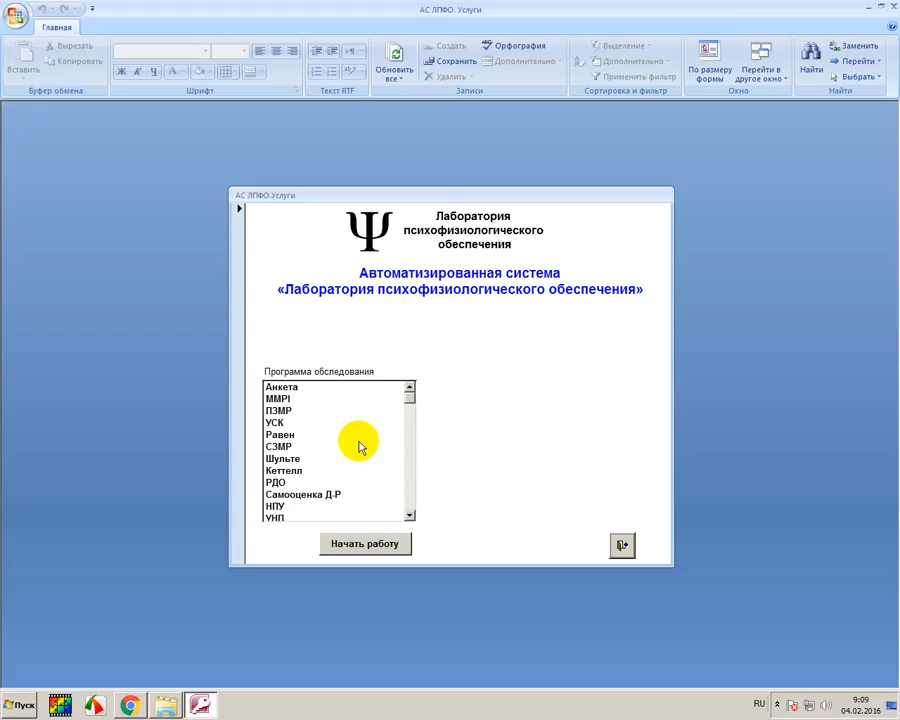 АС ЛПФО. Услуги
Главная
Вставить
Вырезать
Копировать
Буфер обмена
Ж К Ч
Шрифт
Текст RTF
Обновить все
Создать
Сохранить
Удалить
Орфография
Дополнительно
Записи
Выделение
Дополнительно
Применить фильтр
Сортировка и фильтр
По размеру формы
Перейти в другое окно
Окно
Найти
Заменить
Перейти
Выбрать
Найти
АС ЛПФО.Услуги
Ψ
Лаборатория
психофизиологического
обеспечения
Автоматизированная система
«Лаборатория психофизиологического обеспечения»
Программа обследования
Анкета
MMPI
ПЗМР
УСК
Равен
СЗМР
Шульте
Кеттелл
РДО
Самооценка Д-Р
НПУ
УНП
Начать работу
Пуск
RU
9:09
04.02.2016